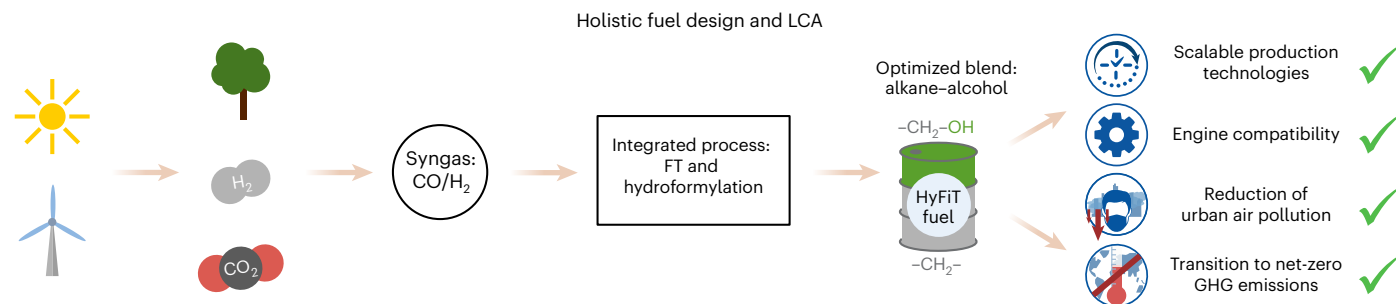 Holistic fuel design and LCA
H₂
CO₂
Syngas:
CO/H₂
Integrated process:
FT and
hydroformylation
Optimized blend:
alkane–alcohol
–CH₂–OH
HyFiT
fuel
–CH₂–
Scalable production
technologies
Engine compatibility
Reduction of
urban air pollution
Transition to net-zero
GHG emissions